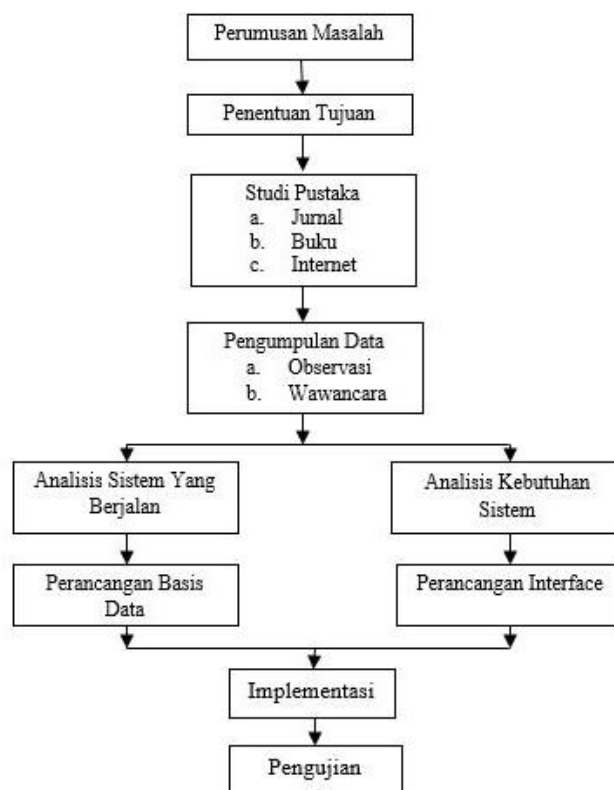 Perumusan Masalah
Penentuan Tujuan
Studi Pustaka
a. Jurnal
b. Buku
c. Internet
Pengumpulan Data
a. Observasi
b. Wawancara
Analisis Sistem Yang
Berjalan
Analisis Kebutuhan
Sistem
Perancangan Basis
Data
Perancangan Interface
Implementasi
Pengujian